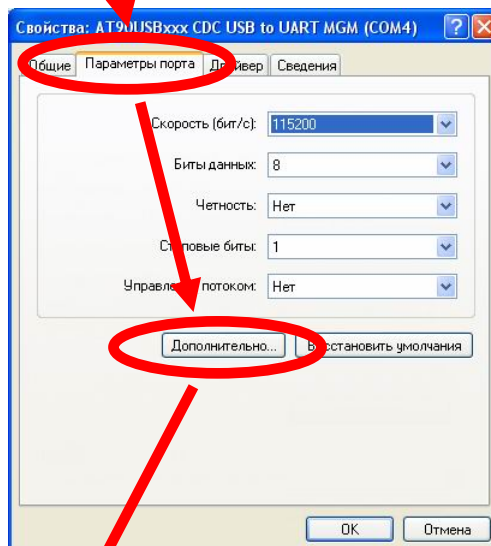 Свойства: AT90USBxxx CDC USB to UART MGM (COM4)
Общие Параметры порта Драйвер Сведения
Скорость (бит/с): 115200
Биты данных: 8
Четность: Нет
Стоповые биты: 1
Управление потоком: Нет
Дополнительно... Восстановить умолчания
OK Отмена